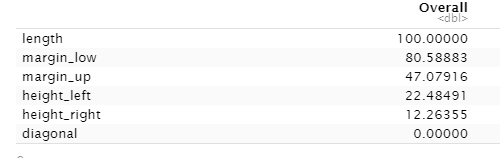 Overall
<dbl>
length 100.00000
margin_low 80.58883
margin_up 47.07916
height_left 22.48491
height_right 12.26355
diagonal 0.00000